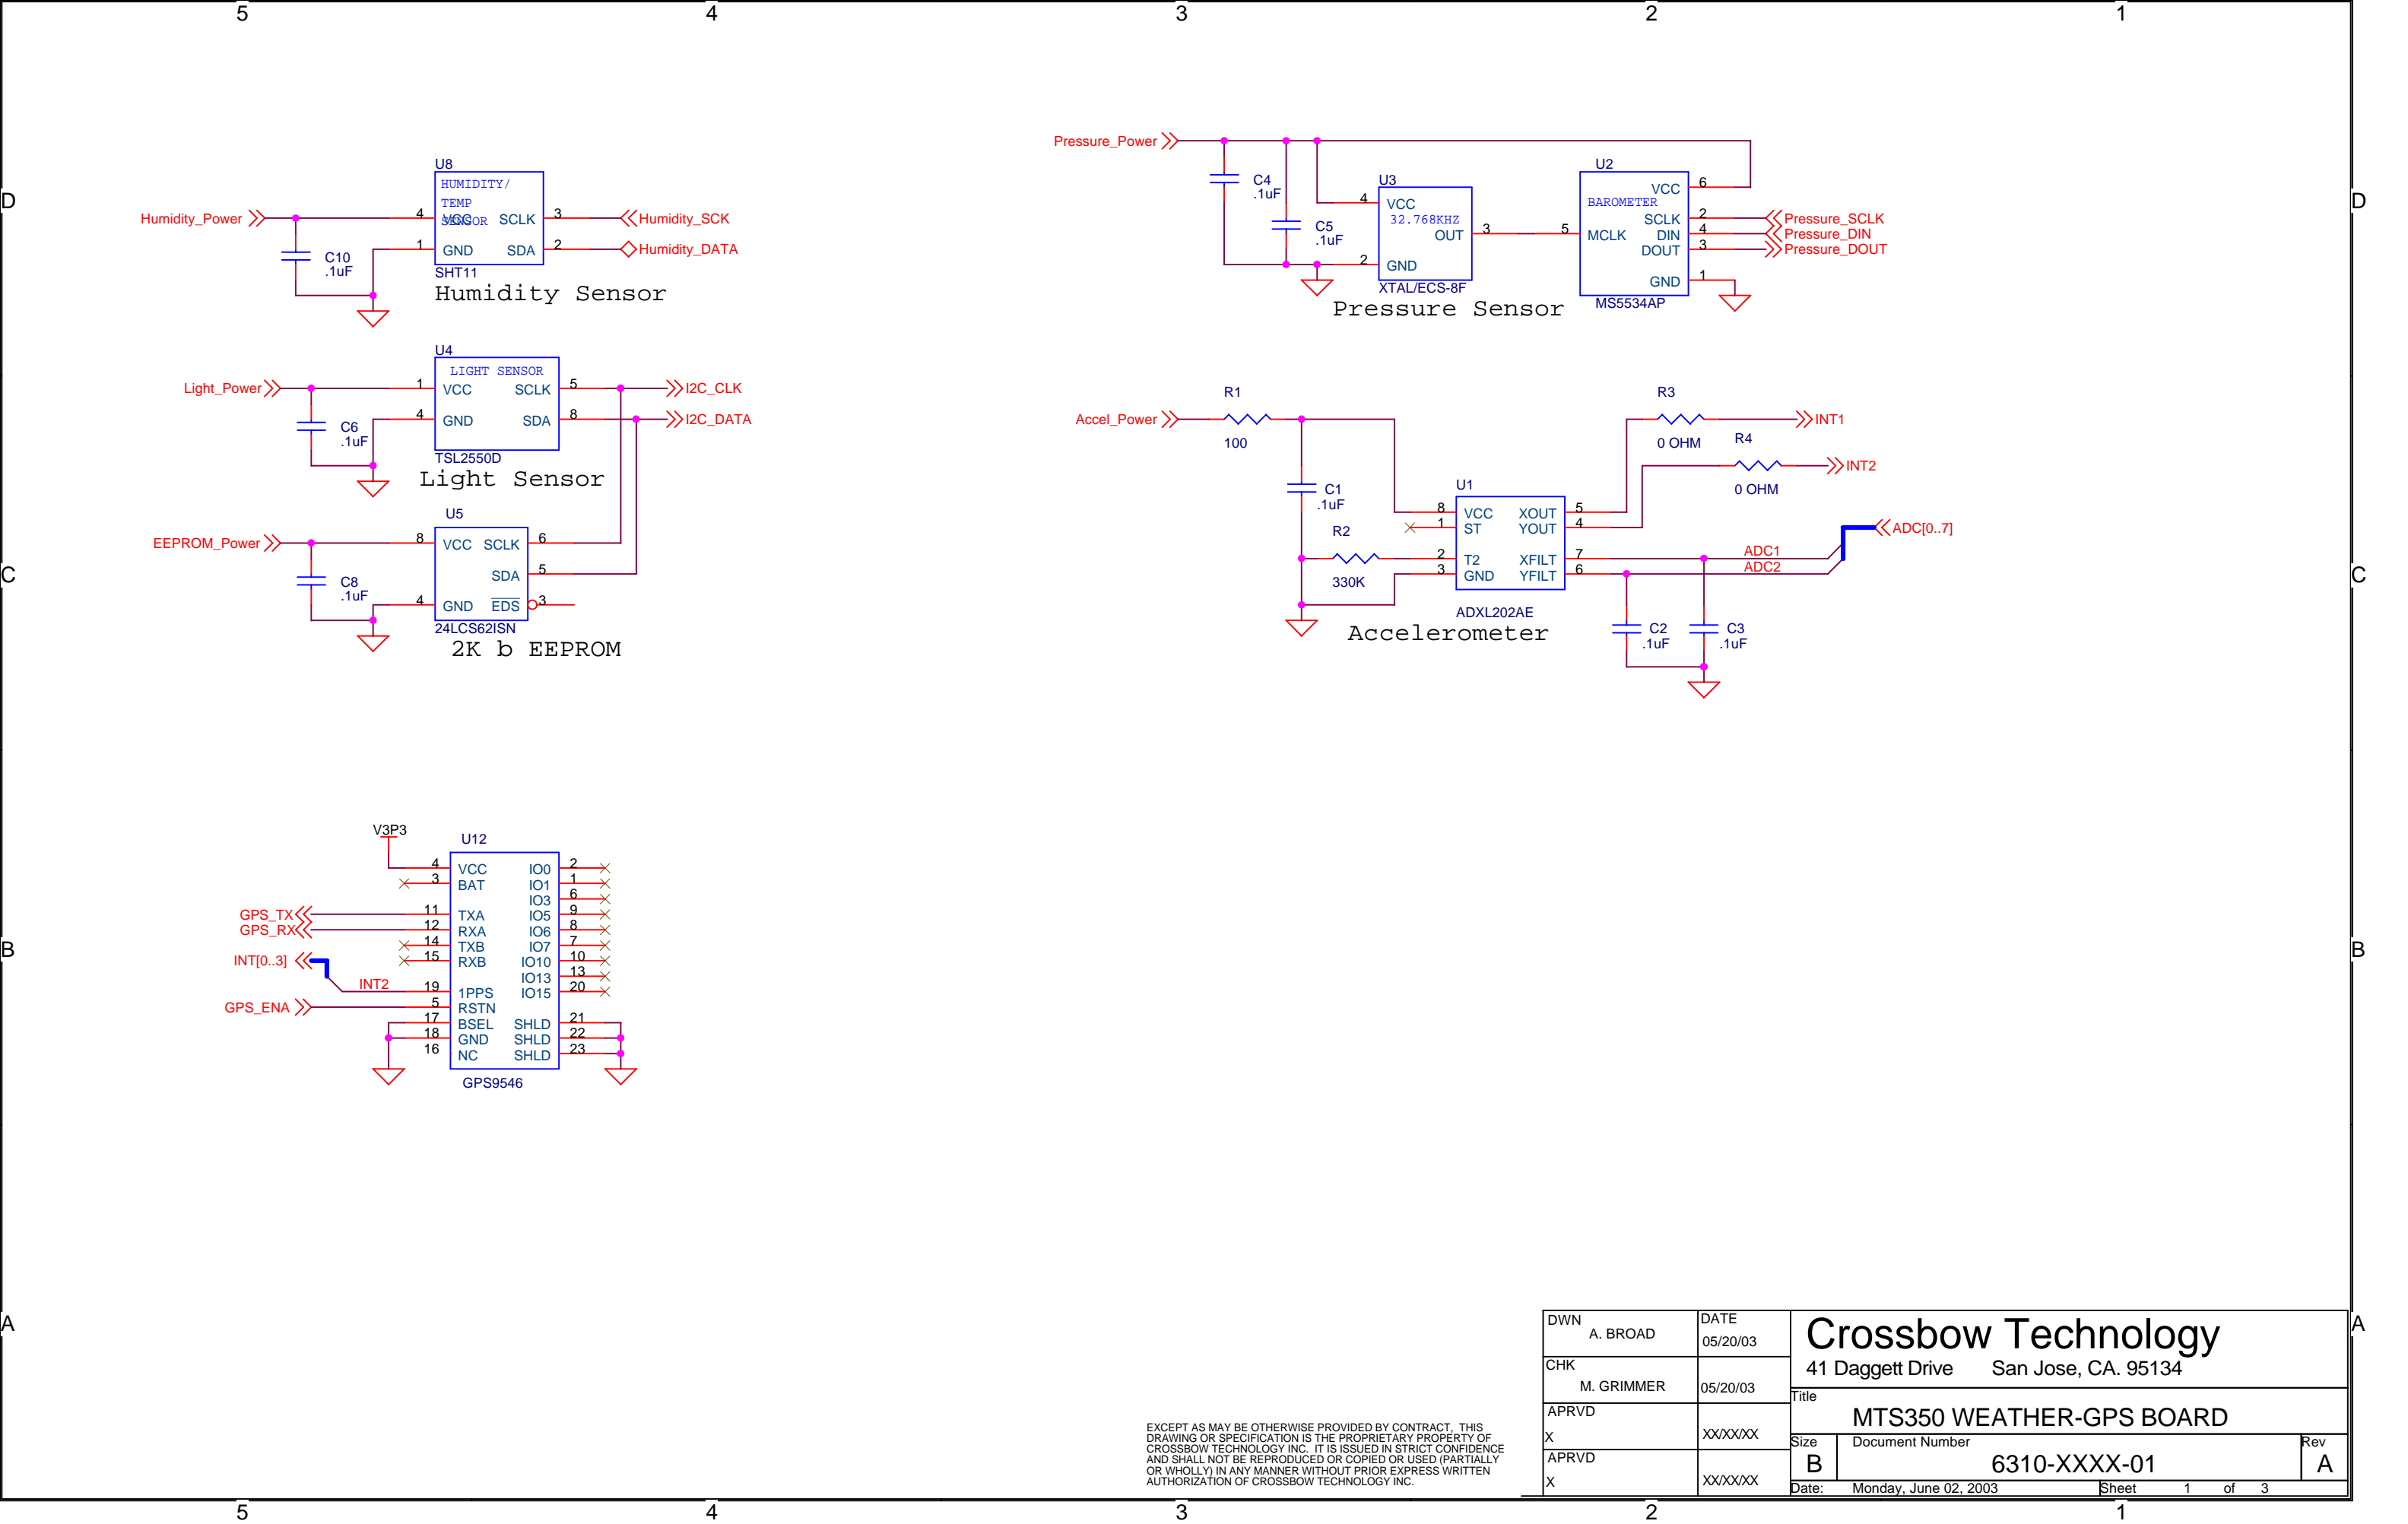 5 4 3 2 1
D D
C C
B B
A A
U8
HUMIDITY/
TEMP
SENSOR
Humidity_Power
4 VCC SCLK 3 Humidity_SCK
1 GND SDA 2 Humidity_DATA
C10
.1uF
SHT11
Humidity Sensor
U4
LIGHT SENSOR
Light_Power
1 VCC SCLK 5 I2C_CLK
4 GND SDA 8 I2C_DATA
C6
.1uF
TSL2550D
Light Sensor
U5
EEPROM_Power
8 VCC SCLK 6
SDA 5
4 GND EDS 3
C8
.1uF
24LCS62ISN
2K b EEPROM
Pressure_Power
C4
.1uF
C5
.1uF
U3
4 VCC
32.768KHZ
OUT 3
2 GND
XTAL/ECS-8F
U2
VCC 6
BAROMETER
SCLK 2 Pressure_SCLK
5 MCLK DIN 4 Pressure_DIN
DOUT 3 Pressure_DOUT
GND 1
MS5534AP
Pressure Sensor
Accel_Power
R1
100
C1
.1uF
R2
330K
R3
0 OHM
INT1
R4
0 OHM
INT2
U1
8 VCC XOUT 5
1 ST YOUT 4
2 T2 XFILT 7
3 GND YFILT 6
ADXL202AE
Accelerometer
ADC1
ADC2
ADC[0..7]
C2
.1uF
C3
.1uF
V3P3
U12
4 VCC IO0 2
3 BAT IO1 1
IO3 6
GPS_TX 11 TXA IO5 9
GPS_RX 12 RXA IO6 8
14 TXB IO7 7
INT[0..3] 15 RXB IO10 10
IO13 13
INT2 19 1PPS IO15 20
GPS_ENA 5 RSTN
17 BSEL SHLD 21
18 GND SHLD 22
16 NC SHLD 23
GPS9546
EXCEPT AS MAY BE OTHERWISE PROVIDED BY CONTRACT, THIS
DRAWING OR SPECIFICATION IS THE PROPRIETARY PROPERTY OF
CROSSBOW TECHNOLOGY INC. IT IS ISSUED IN STRICT CONFIDENCE
AND SHALL NOT BE REPRODUCED OR COPIED OR USED (PARTIALLY
OR WHOLLY) IN ANY MANNER WITHOUT PRIOR EXPRESS WRITTEN
AUTHORIZATION OF CROSSBOW TECHNOLOGY INC.
DWN
A. BROAD
DATE
05/20/03
CHK
M. GRIMMER
05/20/03
APRVD
X
XX/XX/XX
APRVD
X
XX/XX/XX
Crossbow Technology
41 Daggett Drive San Jose, CA. 95134
Title
MTS350 WEATHER-GPS BOARD
Size
B
Document Number
6310-XXXX-01
Rev
A
Date: Monday, June 02, 2003 Sheet 1 of 3
5 4 3 2 1